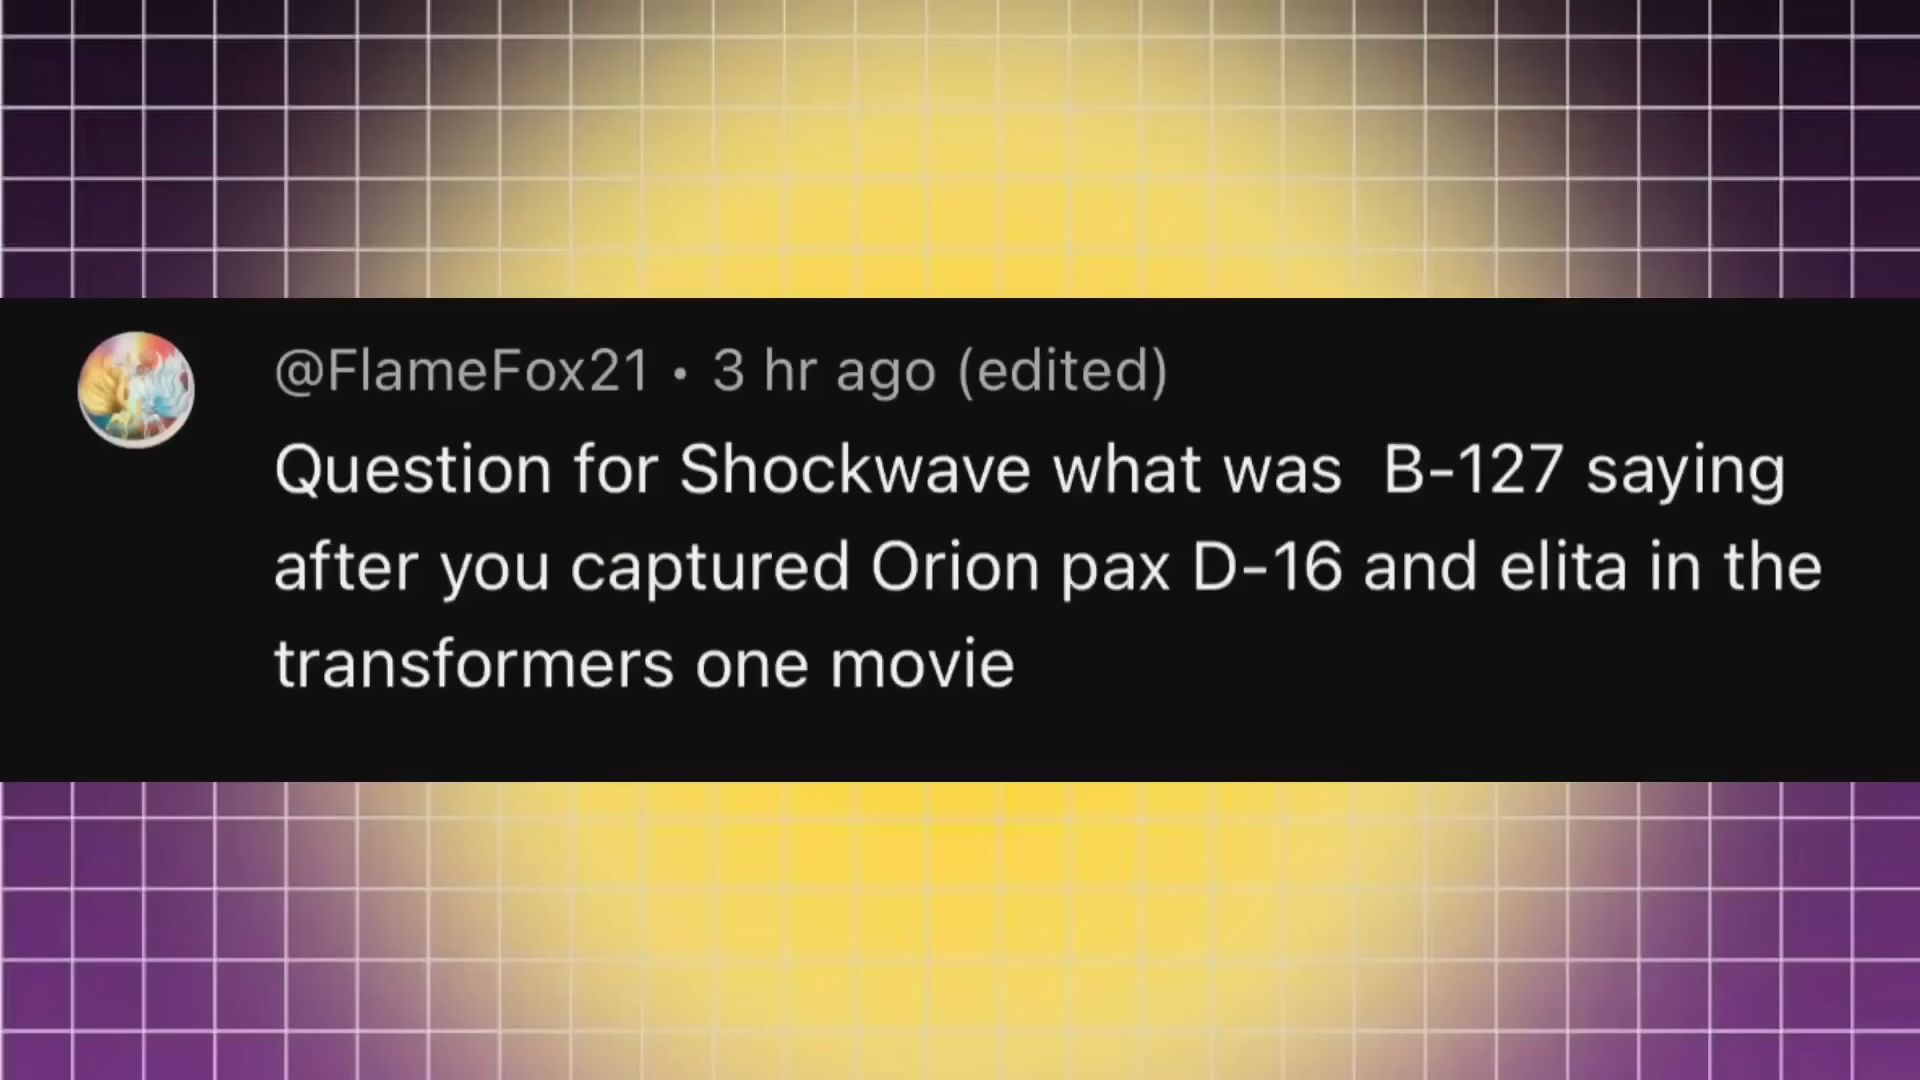 @FlameFox21 • 3 hr ago (edited)
Question for Shockwave what was  B-127 saying
after you captured Orion pax D-16 and elita in the
transformers one movie